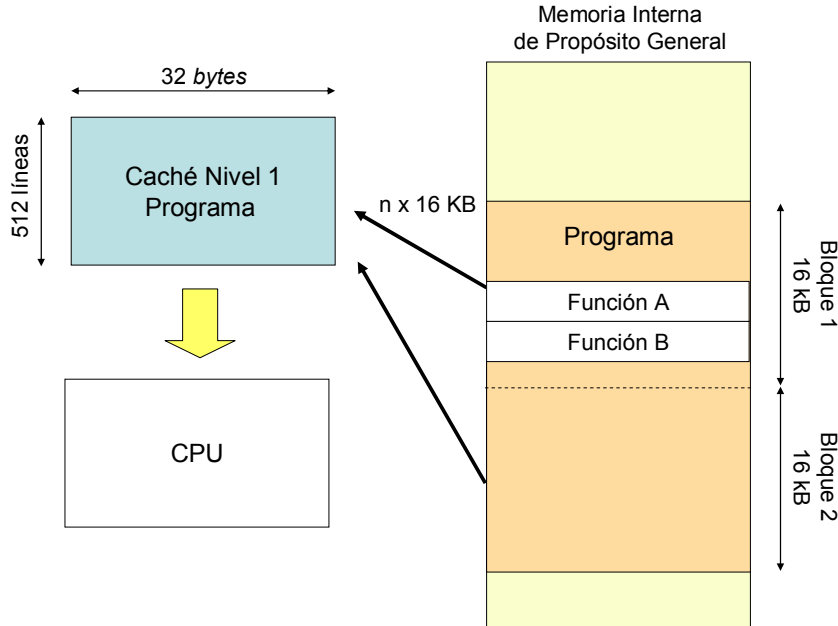 Memoria Interna
de Propósito General
32 bytes
512 líneas
Caché Nivel 1
Programa
n x 16 KB
Programa
Función A
Función B
Bloque 1
16 kB
CPU
Bloque 2
16 kB